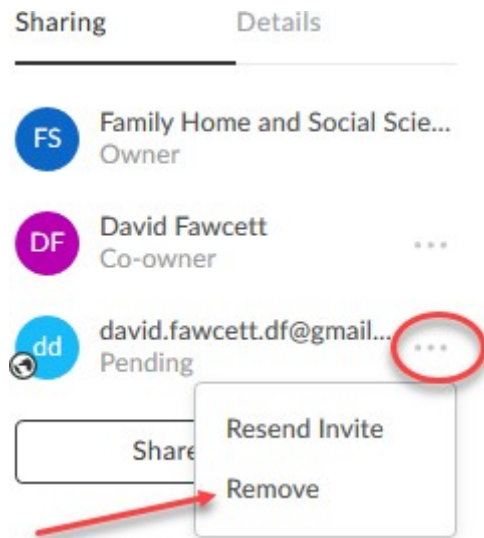 Sharing Details
FS Family Home and Social Scie...
Owner
DF David Fawcett
Co-owner
dd david.fawcett.df@gmail...
Pending
Share
Resend Invite
Remove